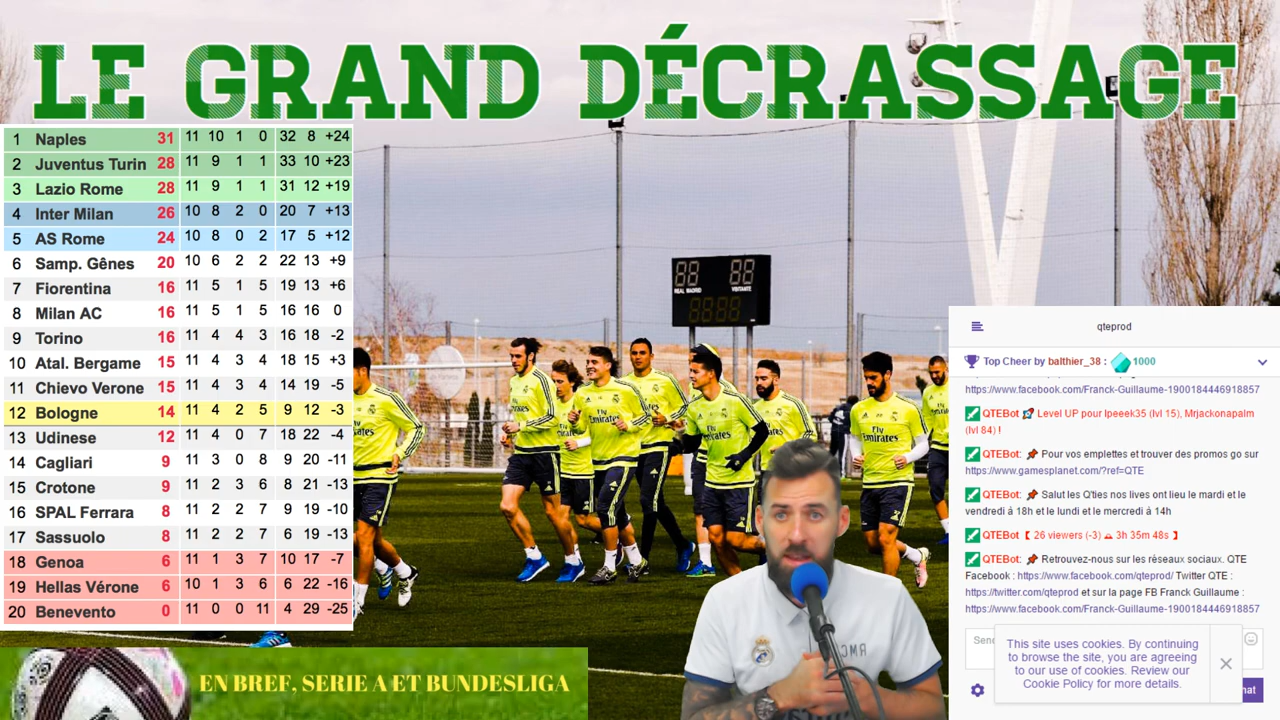 LE GRAND DÉCRASSAGE
1 Naples 31 11 10 1 0 32 8 +24
2 Juventus Turin 28 11 9 1 1 33 10 +23
3 Lazio Rome 28 11 9 1 1 31 12 +19
4 Inter Milan 26 10 8 2 0 20 7 +13
5 AS Rome 24 10 8 0 2 17 5 +12
6 Samp. Gênes 20 10 6 2 2 22 13 +9
7 Fiorentina 16 11 5 1 5 19 13 +6
8 Milan AC 16 11 5 1 5 16 16 0
9 Torino 16 11 4 4 3 16 18 -2
10 Atal. Bergame 15 11 4 3 4 18 15 +3
11 Chievo Verone 15 11 4 3 4 14 19 -5
12 Bologne 14 11 4 2 5 9 12 -3
13 Udinese 12 11 4 0 7 18 22 -4
14 Cagliari 9 11 3 0 8 9 20 -11
15 Crotone 9 11 2 3 6 8 21 -13
16 SPAL Ferrara 8 11 2 2 7 9 19 -10
17 Sassuolo 8 11 2 2 7 6 19 -13
18 Genoa 6 11 1 3 7 10 17 -7
19 Hellas Vérone 6 10 1 3 6 6 22 -16
20 Benevento 0 11 0 0 11 4 29 -25
REAL MADRID VISITANTE
Fly Emirates
Fly Emirates
Fly Emirates
Fly Emirates
RMCF
EN BREF, SERIE A ET BUNDESLIGA
qteprod
Top Cheer by balthier_38 : 1000
https://www.facebook.com/Franck-Guillaume-1900184446918857
QTEBot: Level UP pour Ipeeek35 (lvl 15), Mrjackonapalm
(lvl 84) !
QTEBot: Pour vos emplettes et trouver des promos go sur
https://www.gamesplanet.com/?ref=QTE
QTEBot: Salut les Q'ties nos lives ont lieu le mardi et le
vendredi à 18h et le lundi et le mercredi à 14h
QTEBot: 【 26 viewers (-3) 3h 35m 48s 】
QTEBot: Retrouvez-nous sur les réseaux sociaux. QTE
Facebook : https://www.facebook.com/qteprod/ Twitter QTE :
https://twitter.com/qteprod et sur la page FB Franck Guillaume :
https://www.facebook.com/Franck-Guillaume-1900184446918857
Send
This site uses cookies. By continuing
to browse the site, you are agreeing
to our use of cookies. Review our
Cookie Policy for more details.
hat